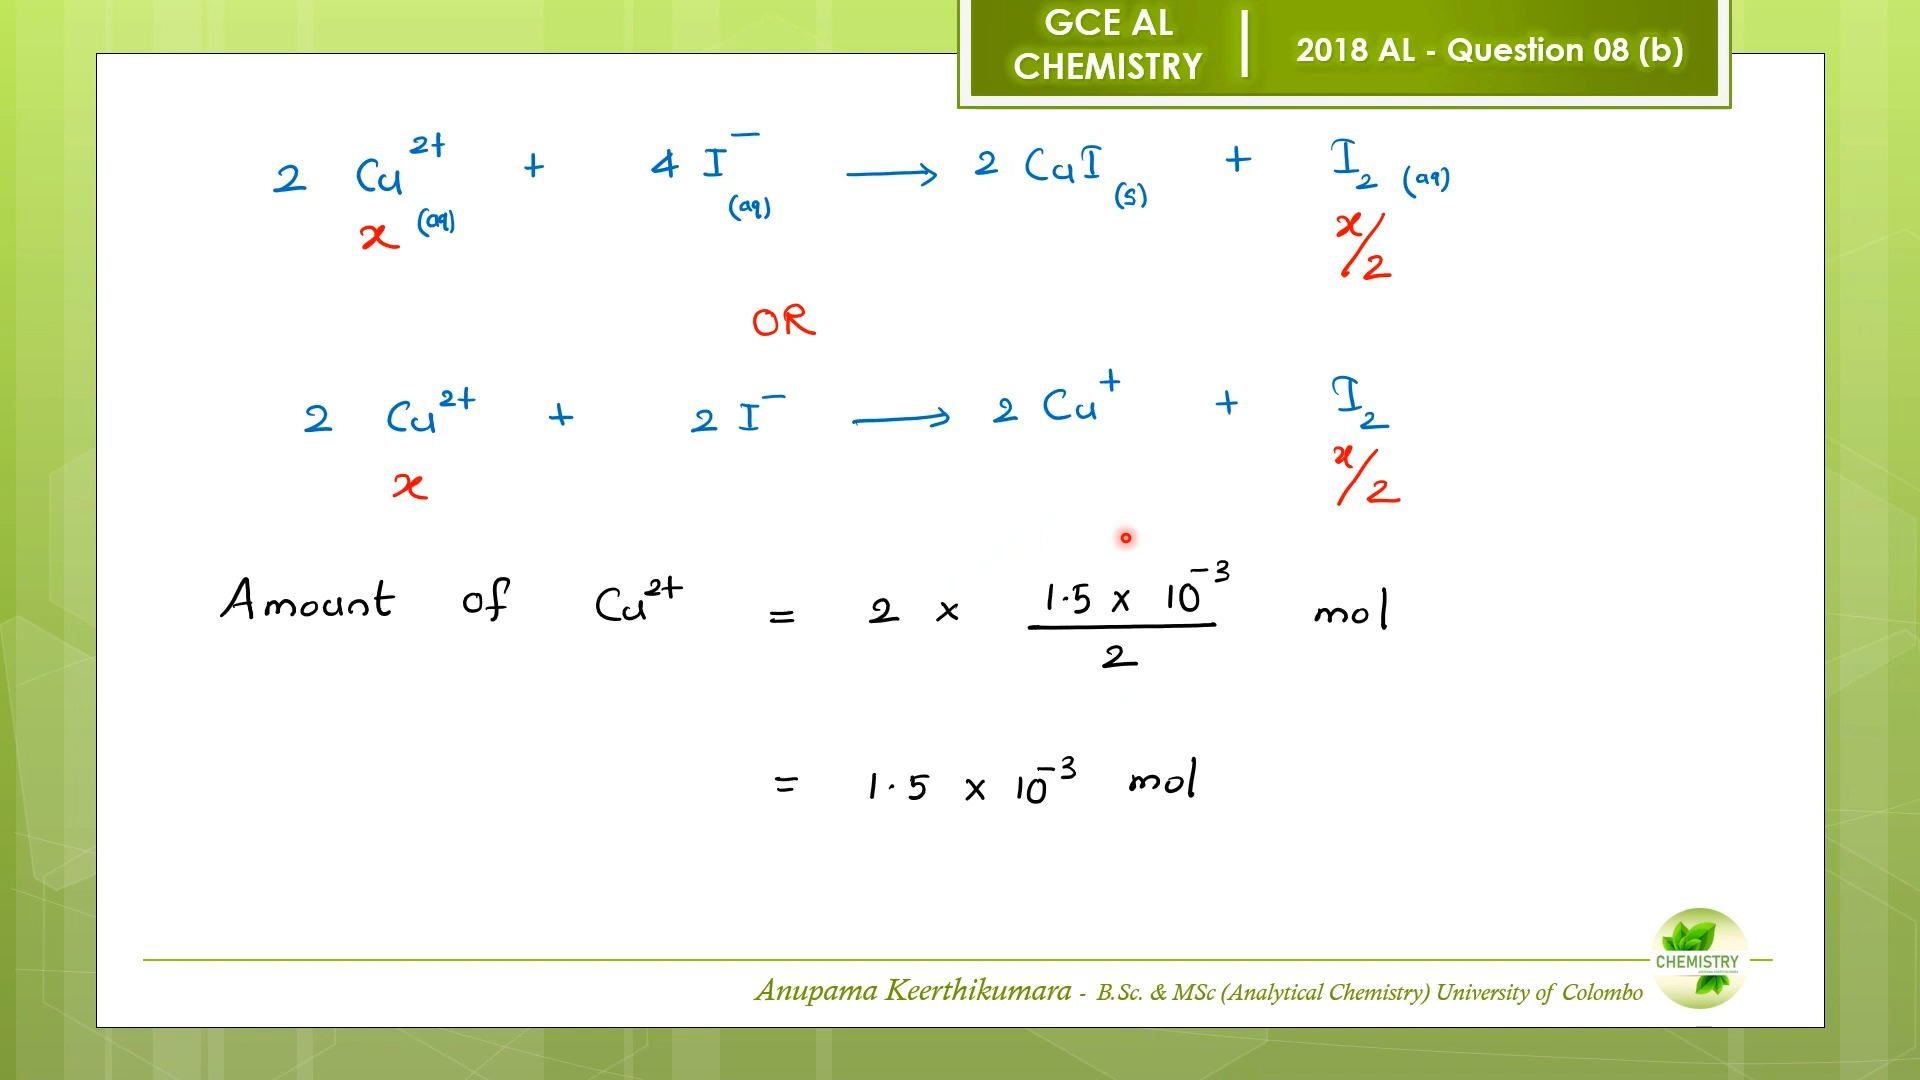 GCE AL
CHEMISTRY
2018 AL - Question 08 (b)
2 Cu²⁺(aq) + 4 I⁻(aq) ⟶ 2 CuI(s) + I₂ (aq)
x x/2
OR
2 Cu²⁺ + 2 I⁻ ⟶ 2 Cu⁺ + I₂
x x/2
Amount of Cu²⁺ = 2 × 1.5 × 10⁻³ / 2 mol
= 1.5 × 10⁻³ mol
CHEMISTRY
Anupama Keerthikumara - B.Sc. & MSc (Analytical Chemistry) University of Colombo